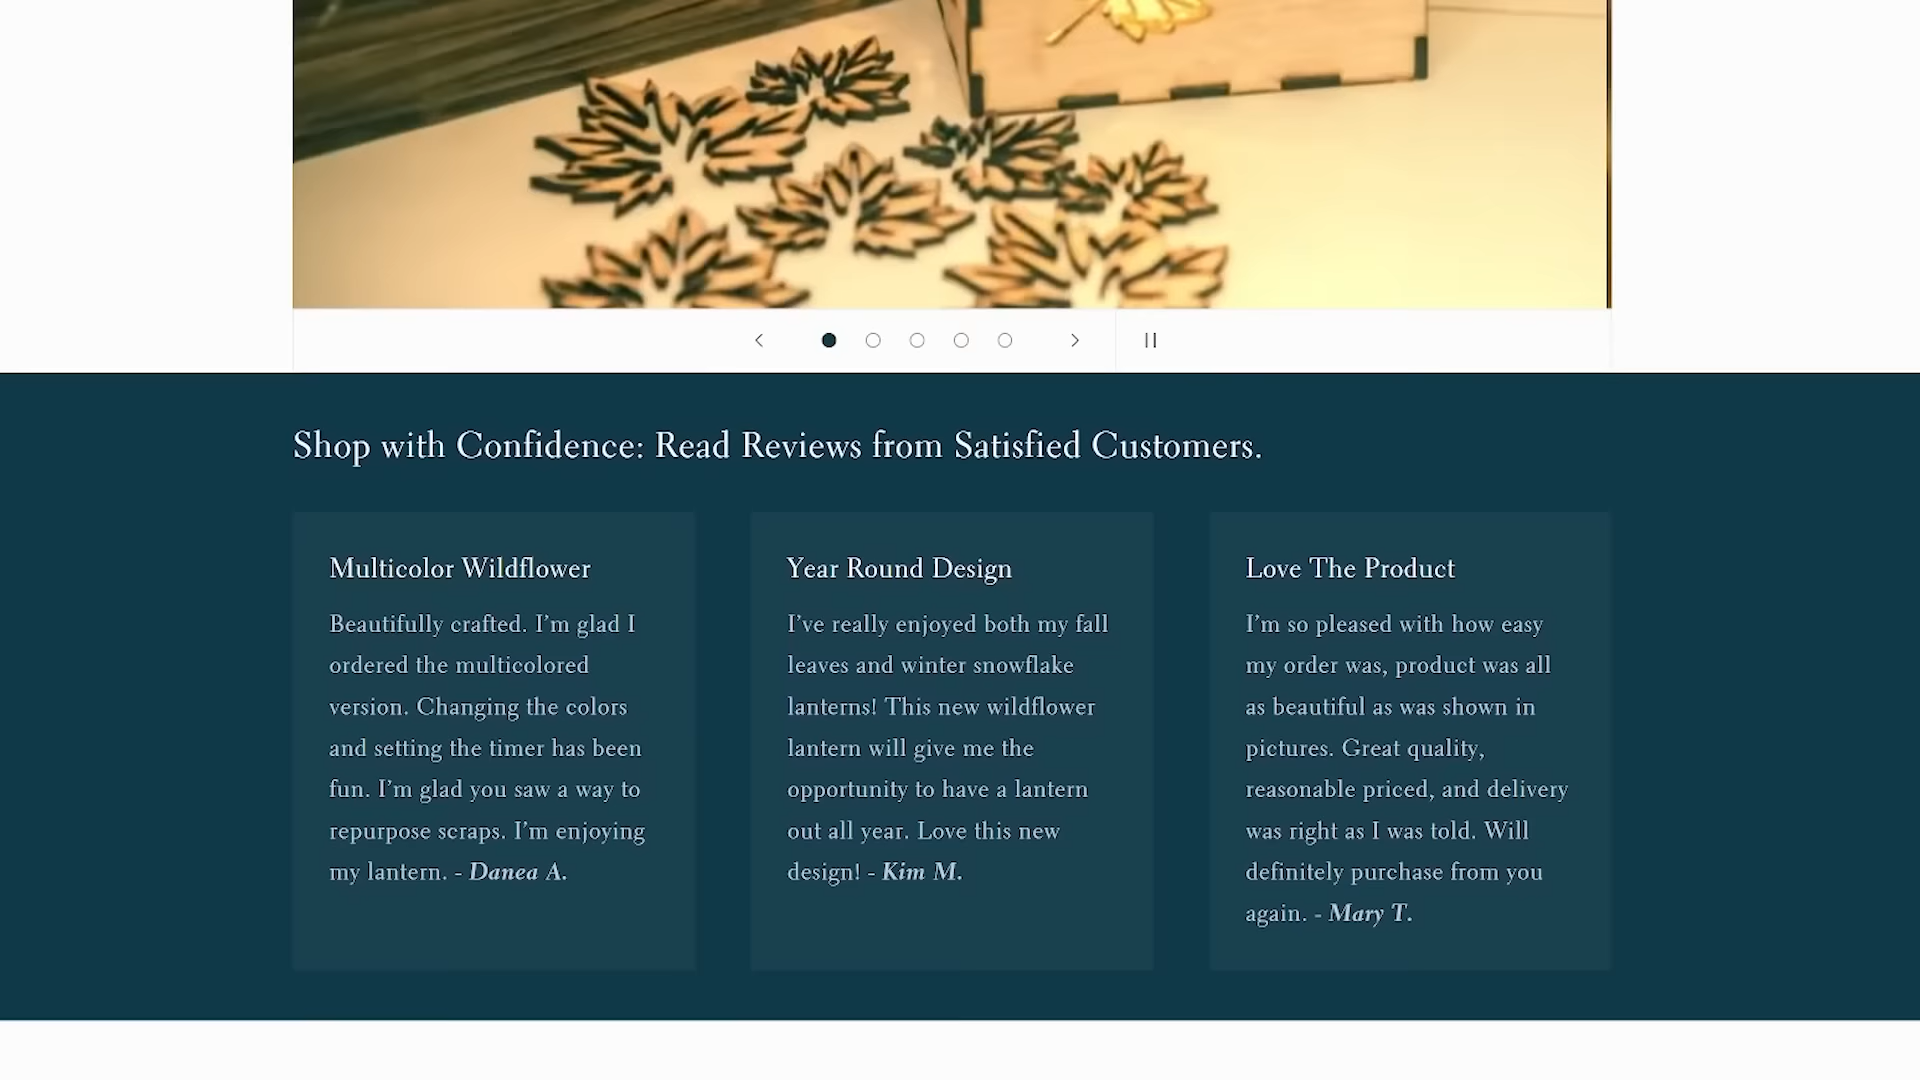 Shop with Confidence: Read Reviews from Satisfied Customers.
Multicolor Wildflower
Beautifully crafted. I'm glad I
ordered the multicolored
version. Changing the colors
and setting the timer has been
fun. I'm glad you saw a way to
repurpose scraps. I'm enjoying
my lantern. - Danea A.
Year Round Design
I've really enjoyed both my fall
leaves and winter snowflake
lanterns! This new wildflower
lantern will give me the
opportunity to have a lantern
out all year. Love this new
design! - Kim M.
Love The Product
I'm so pleased with how easy
my order was, product was all
as beautiful as was shown in
pictures. Great quality,
reasonable priced, and delivery
was right as I was told. Will
definitely purchase from you
again. - Mary T.